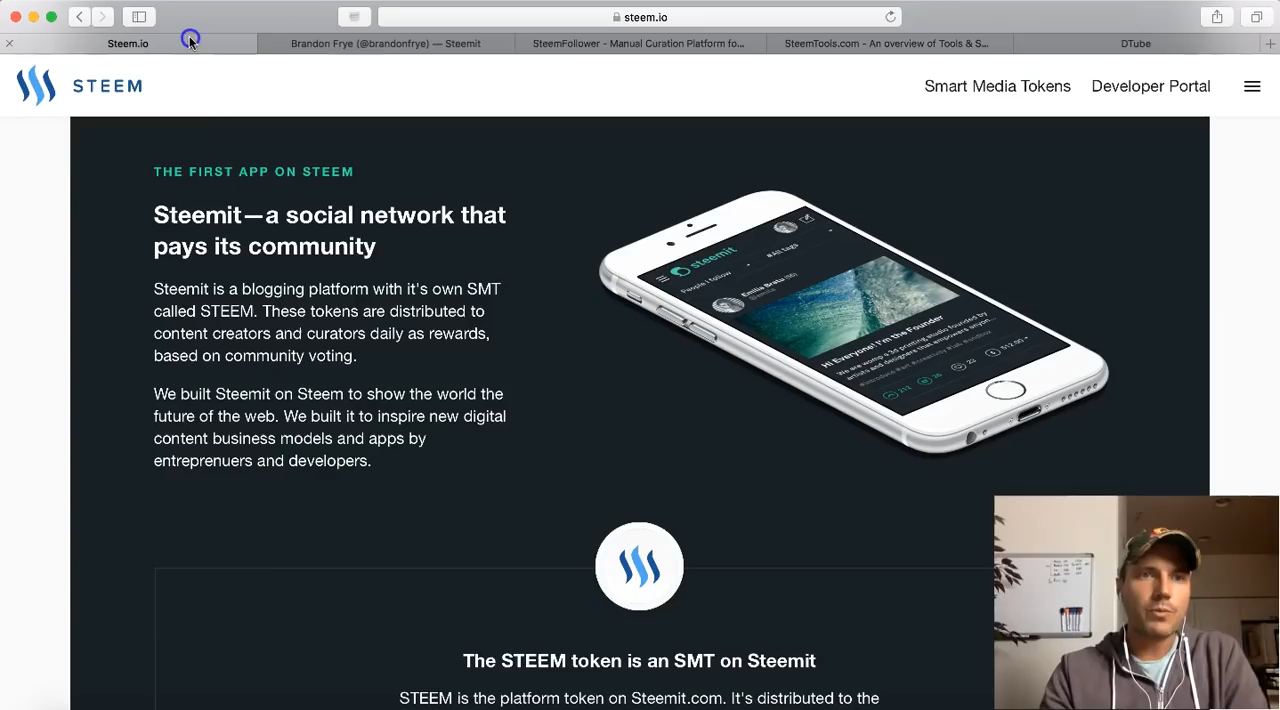 steem.io
Steem.io
Brandon Frye (@brandonfrye) — Steemit
SteemFollower - Manual Curation Platform fo...
SteemTools.com - An overview of Tools & S...
DTube
STEEM
Smart Media Tokens
Developer Portal
THE FIRST APP ON STEEM
Steemit—a social network that
pays its community
Steemit is a blogging platform with it's own SMT
called STEEM. These tokens are distributed to
content creators and curators daily as rewards,
based on community voting.
We built Steemit on Steem to show the world the
future of the web. We built it to inspire new digital
content business models and apps by
entreprenuers and developers.
steemit
#All tags
People I follow
Hi Everyone! I'm the Founder
The STEEM token is an SMT on Steemit
STEEM is the platform token on Steemit.com. It's distributed to the